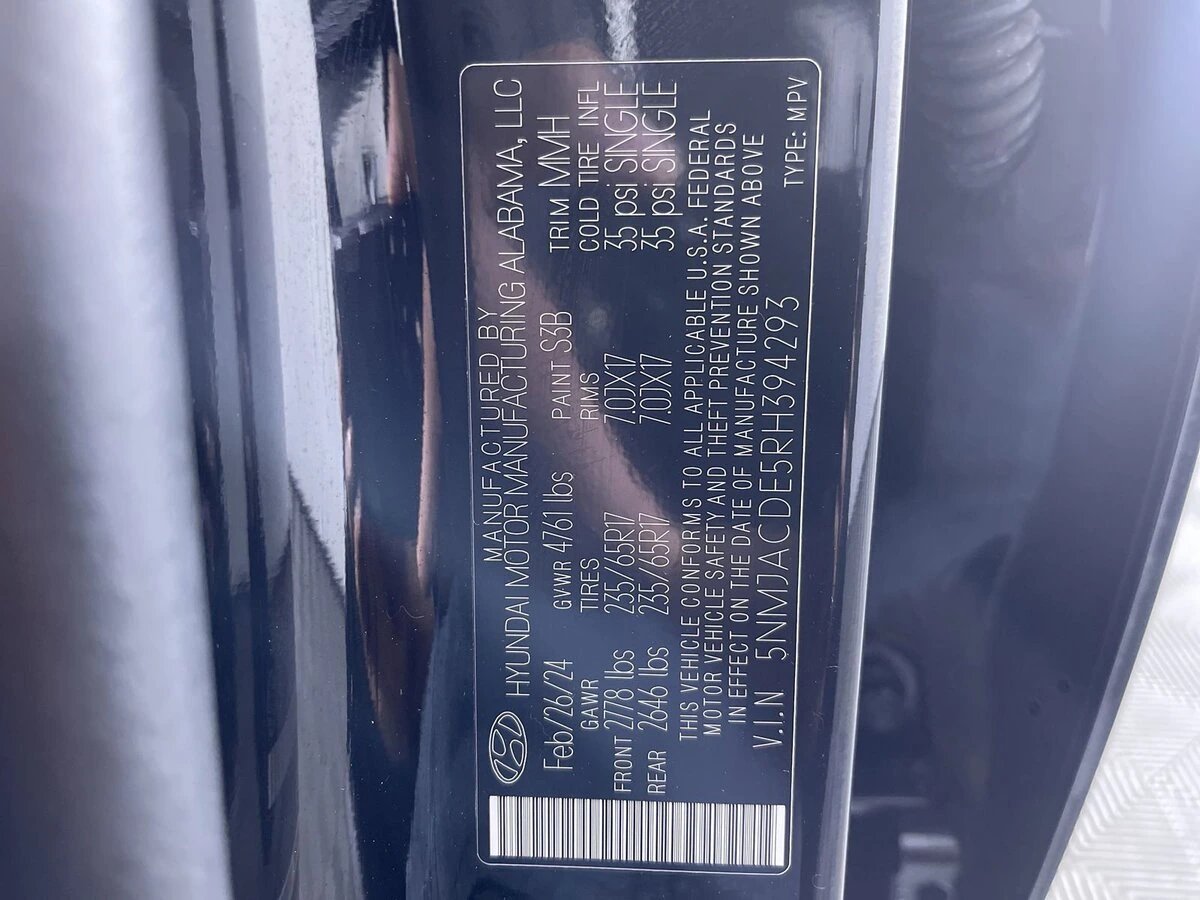 MANUFACTURED BY
HYUNDAI MOTOR MANUFACTURING ALABAMA, LLC
Feb/26/24 GVWR 4761 lbs PAINT S3B TRIM MMH
GAWR TIRES RIMS COLD TIRE INFL
FRONT 2778 lbs 235/65R17 7.0JX17 35 psi SINGLE
REAR 2646 lbs 235/65R17 7.0JX17 35 psi SINGLE
THIS VEHICLE CONFORMS TO ALL APPLICABLE U.S.A. FEDERAL
MOTOR VEHICLE SAFETY AND THEFT PREVENTION STANDARDS
IN EFFECT ON THE DATE OF MANUFACTURE SHOWN ABOVE
V.I.N 5NMJACDE5RH394293 TYPE: MPV